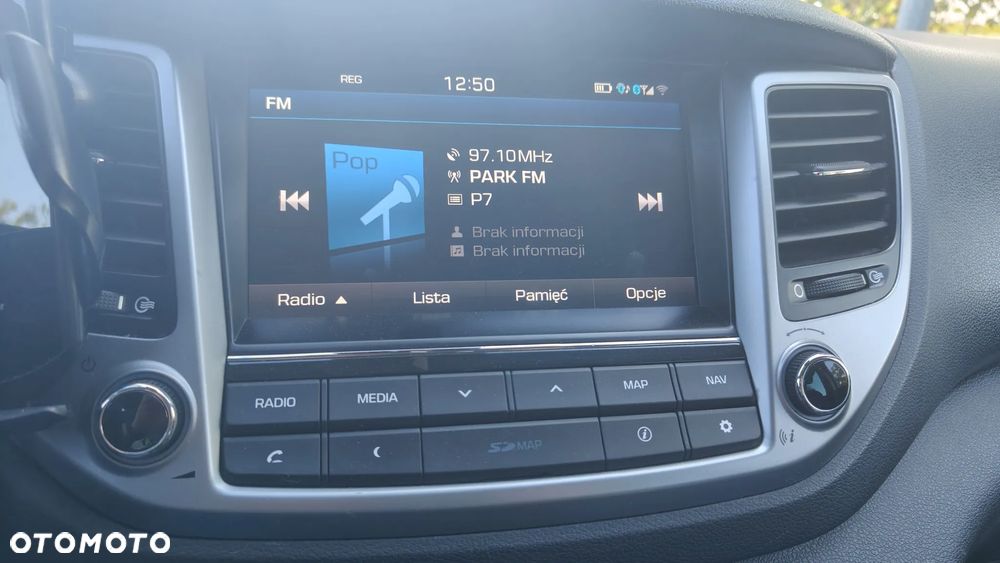 REG
12:50
FM
Pop
97.10MHz
PARK FM
P7
Brak informacji
Brak informacji
Radio ▲
Lista
Pamięć
Opcje
RADIO
MEDIA
MAP
NAV
SD MAP
i
i
OTOMOTO